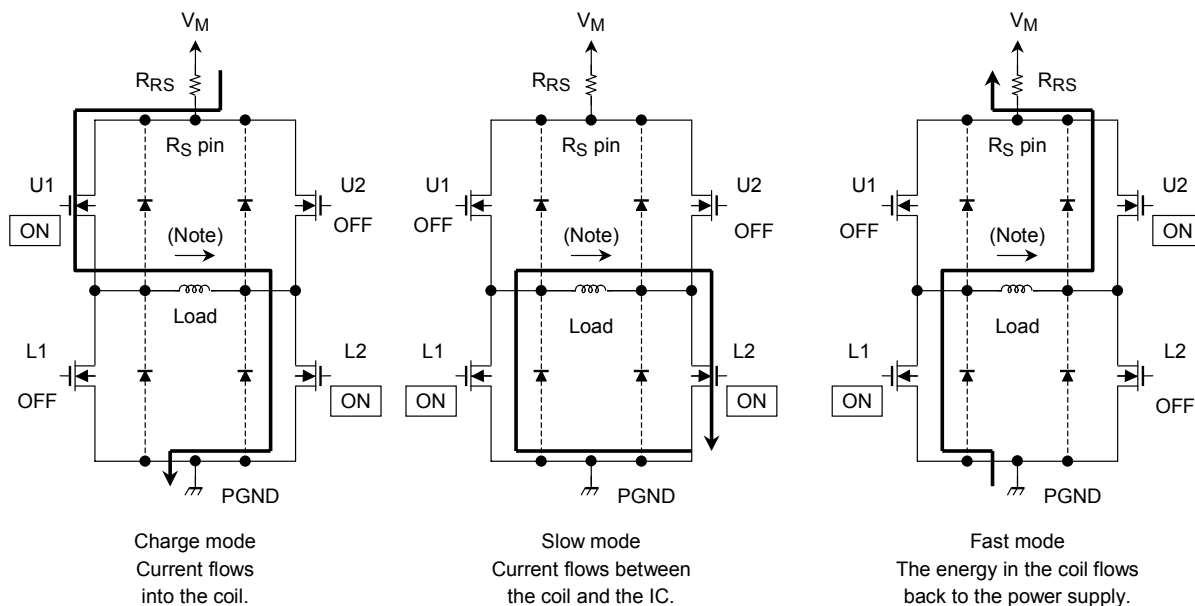 VM
RRS
RS pin
U1
U2
ON
OFF
(Note)
Load
L1
L2
OFF
ON
PGND
Charge mode
Current flows
into the coil.
VM
RRS
RS pin
U1
U2
OFF
OFF
(Note)
Load
L1
L2
ON
ON
PGND
Slow mode
Current flows between
the coil and the IC.
VM
RRS
RS pin
U1
U2
OFF
ON
(Note)
Load
L1
L2
ON
OFF
PGND
Fast mode
The energy in the coil flows
back to the power supply.